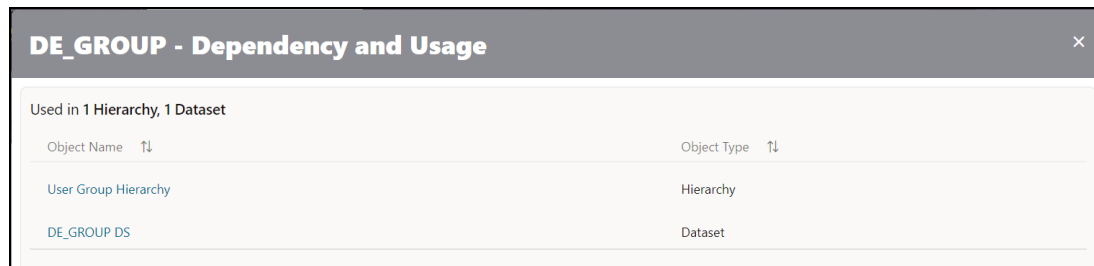 DE_GROUP - Dependency and Usage
Used in 1 Hierarchy, 1 Dataset
Object Name Object Type
User Group Hierarchy Hierarchy
DE_GROUP DS Dataset